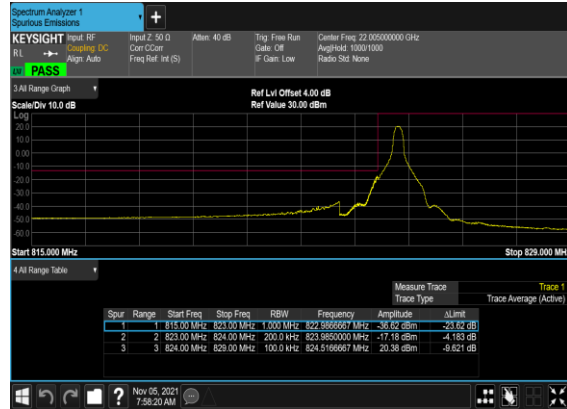 Spectrum Analyzer 1
Spurious Emissions
KEYSIGHT
RL
Input: RF
Coupling: DC
Align: Auto
Input Z: 50 Ω
Corr CCorr
Freq Ref: Int (S)
Atten: 40 dB
Trig: Free Run
Gate: Off
IF Gain: Low
Center Freq: 22.005000000 GHz
Avg|Hold: 1000/1000
Radio Std: None
PASS
3 All Range Graph
Ref Lvl Offset 4.00 dB
Scale/Div 10.0 dB
Ref Value 30.00 dBm
Log
20.0
10.0
0.00
-10.0
-20.0
-30.0
-40.0
-50.0
-60.0
Start 815.000 MHz
Stop 829.000 MH
4 All Range Table
Measure Trace Trace 1
Trace Type Trace Average (Active)
Spur Range Start Freq Stop Freq RBW Frequency Amplitude ΔLimit
1 1 815.00 MHz 823.00 MHz 1.000 MHz 822.9866667 MHz -36.62 dBm -23.62 dB
2 2 823.00 MHz 824.00 MHz 200.0 kHz 823.9850000 MHz -17.18 dBm -4.183 dB
3 3 824.00 MHz 829.00 MHz 100.0 kHz 824.5166667 MHz 20.38 dBm -9.621 dB
?
Nov 05, 2021
7:58:20 AM